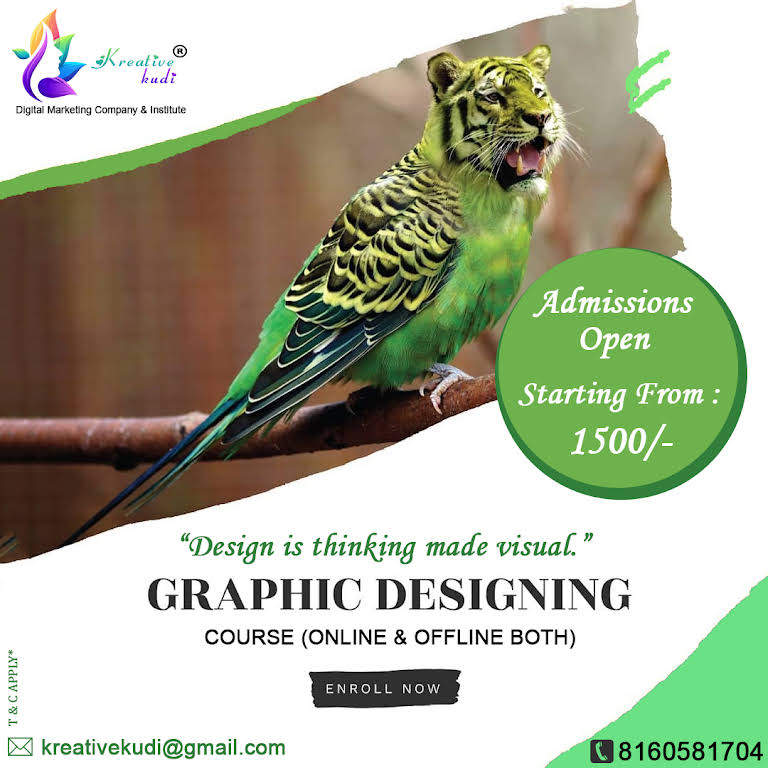 Kreative®
kudi
Digital Marketing Company & Institute
Admissions
Open
Starting From :
1500/-
“Design is thinking made visual.”
GRAPHIC DESIGNING
COURSE (ONLINE & OFFLINE BOTH)
ENROLL NOW
T & C APPLY*
kreativekudi@gmail.com
8160581704